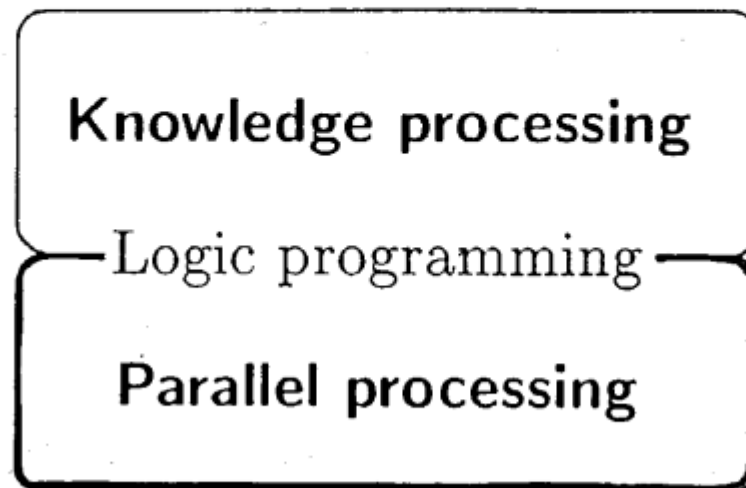 Knowledge processing
Logic programming
Parallel processing